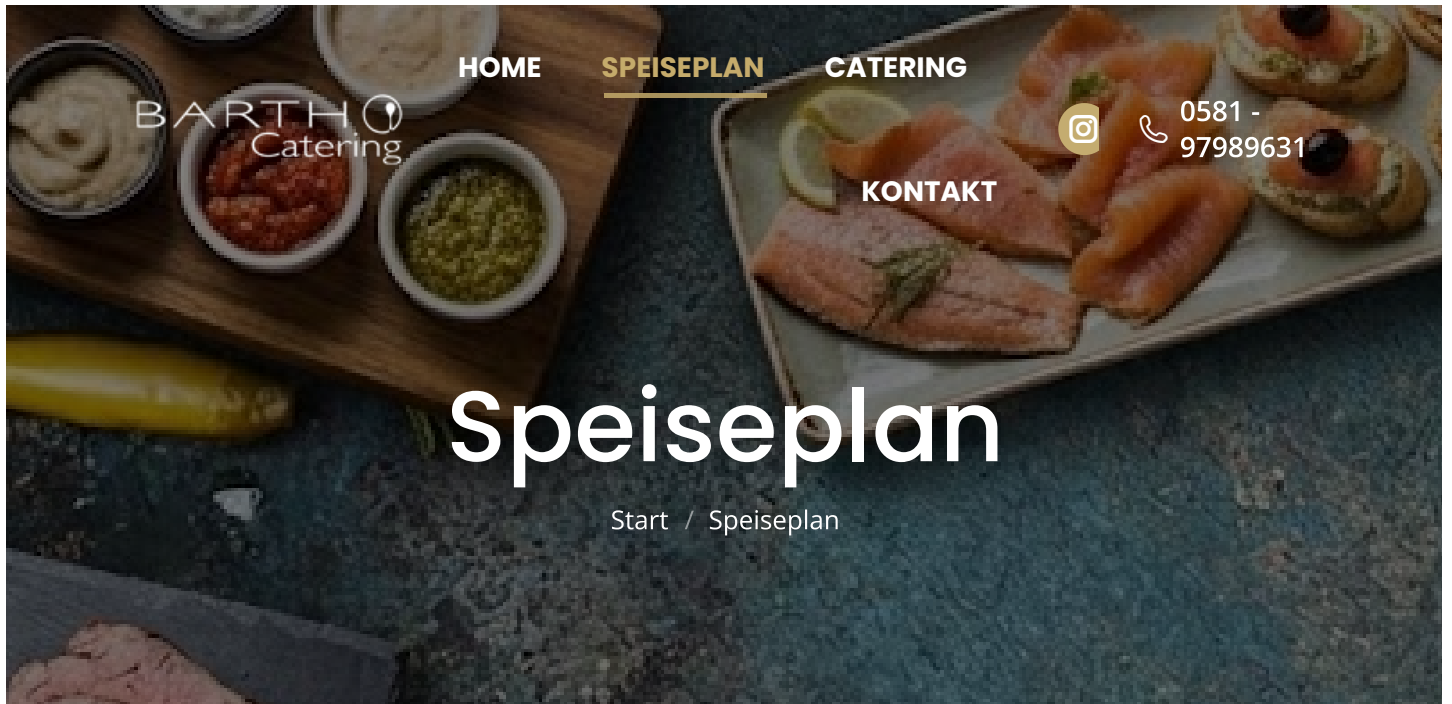 HOME
SPEISEPLAN
CATERING
BARTH
Catering
0581 -
97989631
KONTAKT
Speiseplan
Start / Speiseplan